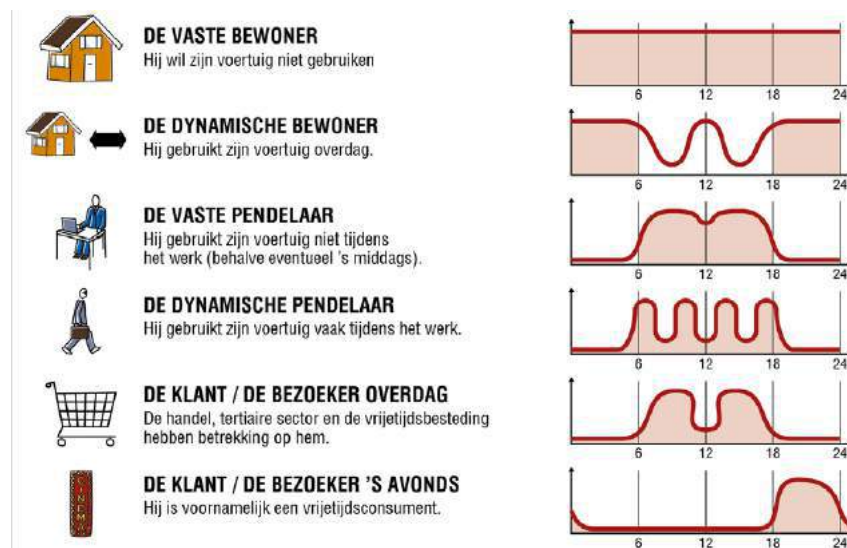 DE VASTE BEWONER
Hij wil zijn voertuig niet gebruiken
6 12 18 24
DE DYNAMISCHE BEWONER
Hij gebruikt zijn voertuig overdag.
6 12 18 24
DE VASTE PENDELAAR
Hij gebruikt zijn voertuig niet tijdens
het werk (behalve eventueel 's middags).
6 12 18 24
DE DYNAMISCHE PENDELAAR
Hij gebruikt zijn voertuig vaak tijdens het werk.
6 12 18 24
DE KLANT / DE BEZOEKER OVERDAG
De handel, tertiaire sector en de vrijetijdsbesteding
hebben betrekking op hem.
6 12 18 24
CINEMA
DE KLANT / DE BEZOEKER 'S AVONDS
Hij is voornamelijk een vrijetijdsconsument.
6 12 18 24